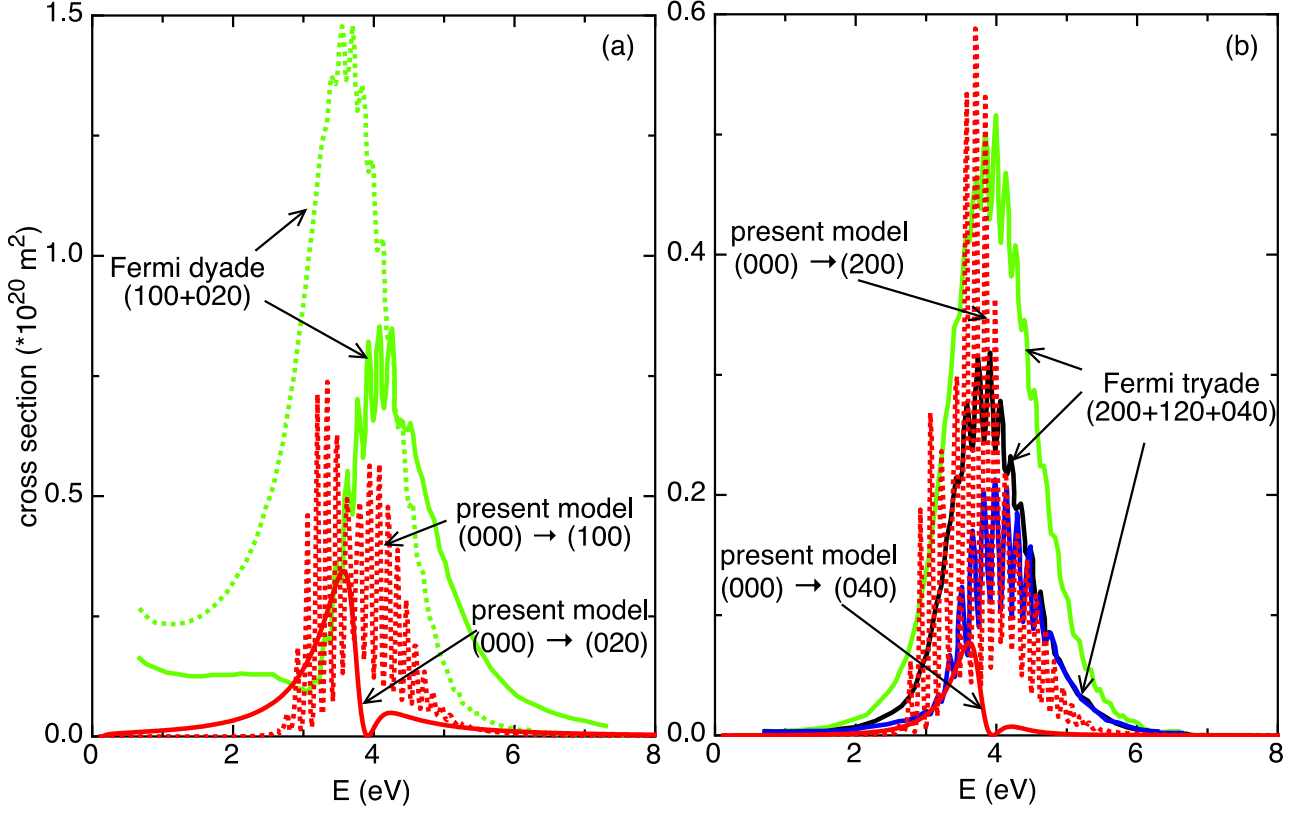 1.5
1.0
0.5
0.0
cross section (*10²⁰ m²)
(a)
Fermi dyade
(100+020)
present model
(000) → (100)
present model
(000) → (020)
0
2
4
6
8
E (eV)
0.6
0.4
0.2
0.0
(b)
present model
(000) → (200)
Fermi tryade
(200+120+040)
present model
(000) → (040)
0
2
4
6
8
E (eV)